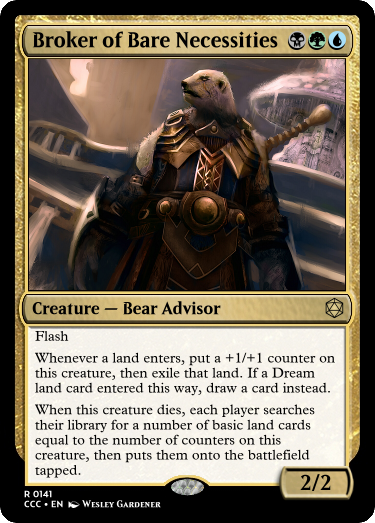 Broker of Bare Necessities
Creature — Bear Advisor
Flash
Whenever a land enters, put a +1/+1 counter on
this creature, then exile that land. If a Dream
land card entered this way, draw a card instead.
When this creature dies, each player searches
their library for a number of basic land cards
equal to the number of counters on this
creature, then puts them onto the battlefield
tapped.
2/2
R 0141
CCC • EN Wesley Gardener